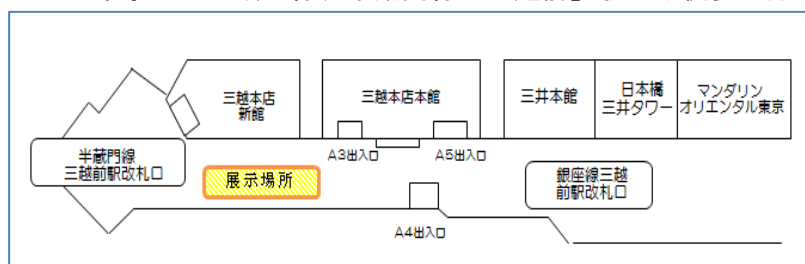 三越本店
新館
三越本店本館
三井本館
日本橋
三井タワー
マンダリン
オリエンタル東京
A3出入口
A5出入口
半蔵門線
三越前駅改札口
展示場所
銀座線三越
前駅改札口
A4出入口